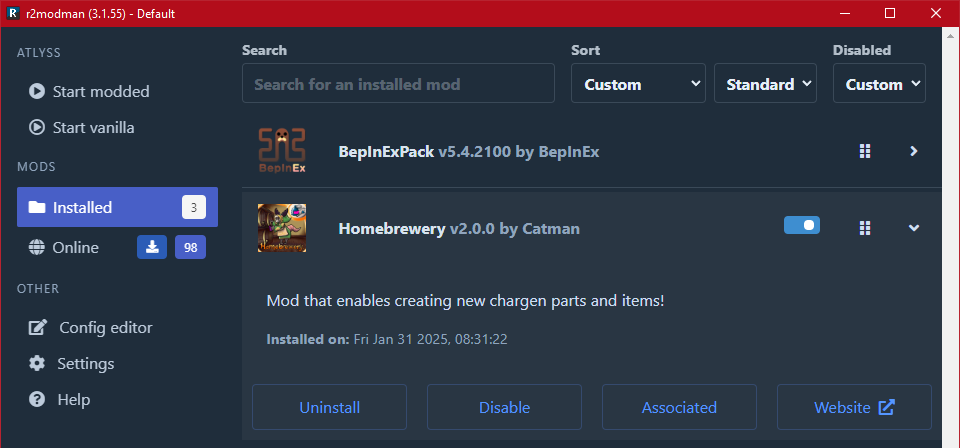 r2modman (3.1.55) - Default
ATLYSS
Start modded
Start vanilla
MODS
Installed 3
Online 98
OTHER
Config editor
Settings
Help
Search Sort Disabled
Search for an installed mod Custom Standard Custom
BepInEx
BepInExPack v5.4.2100 by BepInEx
Homebrewery
Homebrewery v2.0.0 by Catman
Mod that enables creating new chargen parts and items!
Installed on: Fri Jan 31 2025, 08:31:22
Uninstall Disable Associated Website